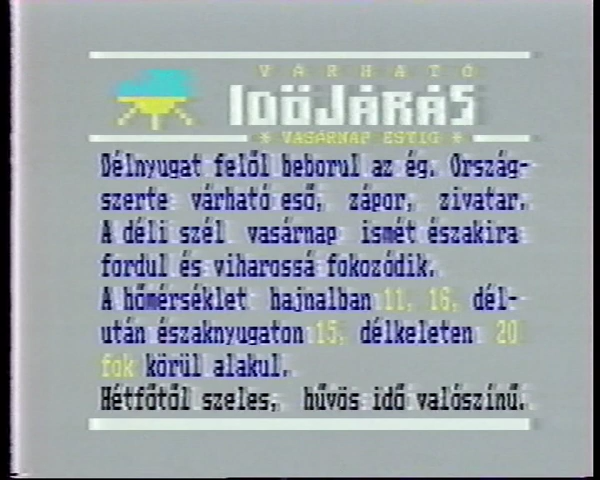 VÁRHATÓ
IDŐJÁRÁS
* VASÁRNAP ESTIG *
Délnyugat felől beborul az ég. Ország-
szerte várható eső, zápor, zivatar.
A déli szél vasárnap ismét északira
fordul és viharossá fokozódik.
A hőmérséklet hajnalban 11, 16, dél-
után északnyugaton 15, délkeleten 20
fok körül alakul.
Hétfőtől szeles, hűvös idő valószínű.